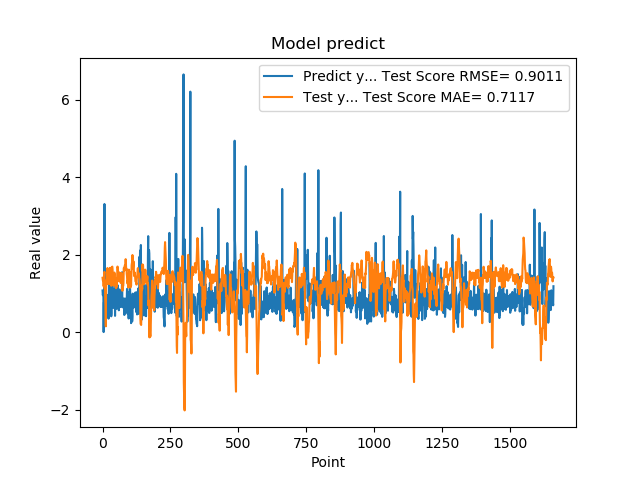 Model predict
Predict y... Test Score RMSE= 0.9011
Test y... Test Score MAE= 0.7117
Real value
6
4
2
0
−2
0 250 500 750 1000 1250 1500
Point